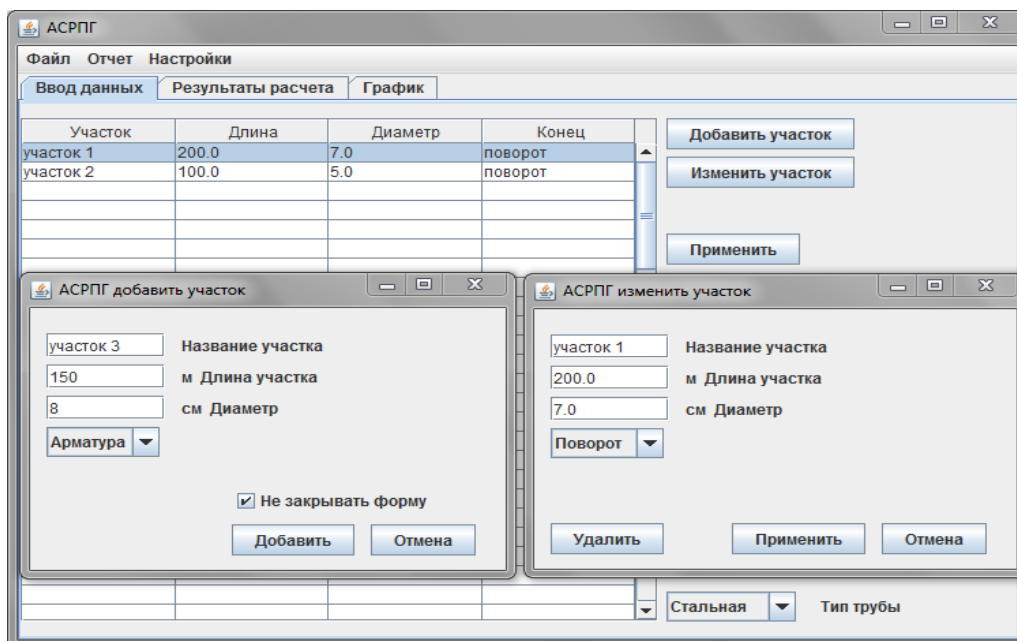 АСРПГ
Файл Отчет Настройки
Ввод данных Результаты расчета График
Участок Длина Диаметр Конец
участок 1 200.0 7.0 поворот
участок 2 100.0 5.0 поворот
Добавить участок
Изменить участок
Применить
АСРПГ добавить участок
участок 3 Название участка
150 м Длина участка
8 см Диаметр
Арматура
Не закрывать форму
Добавить Отмена
АСРПГ изменить участок
участок 1 Название участка
200.0 м Длина участка
7.0 см Диаметр
Поворот
Удалить Применить Отмена
Стальная Тип трубы